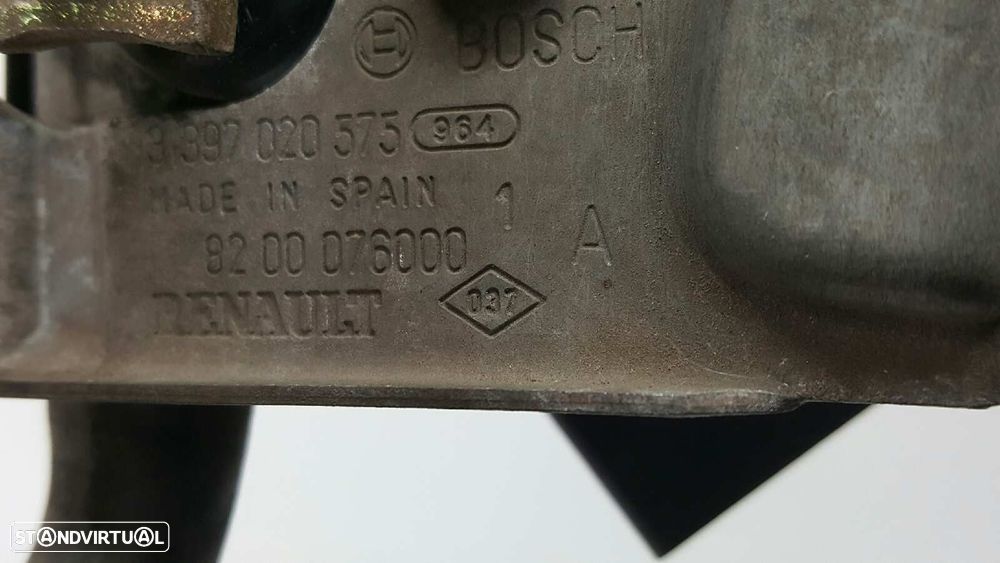 BOSCH
3 397 020 575 964
MADE IN SPAIN 1
82 00 076000 A
RENAULT 037
STANDVIRTUAL